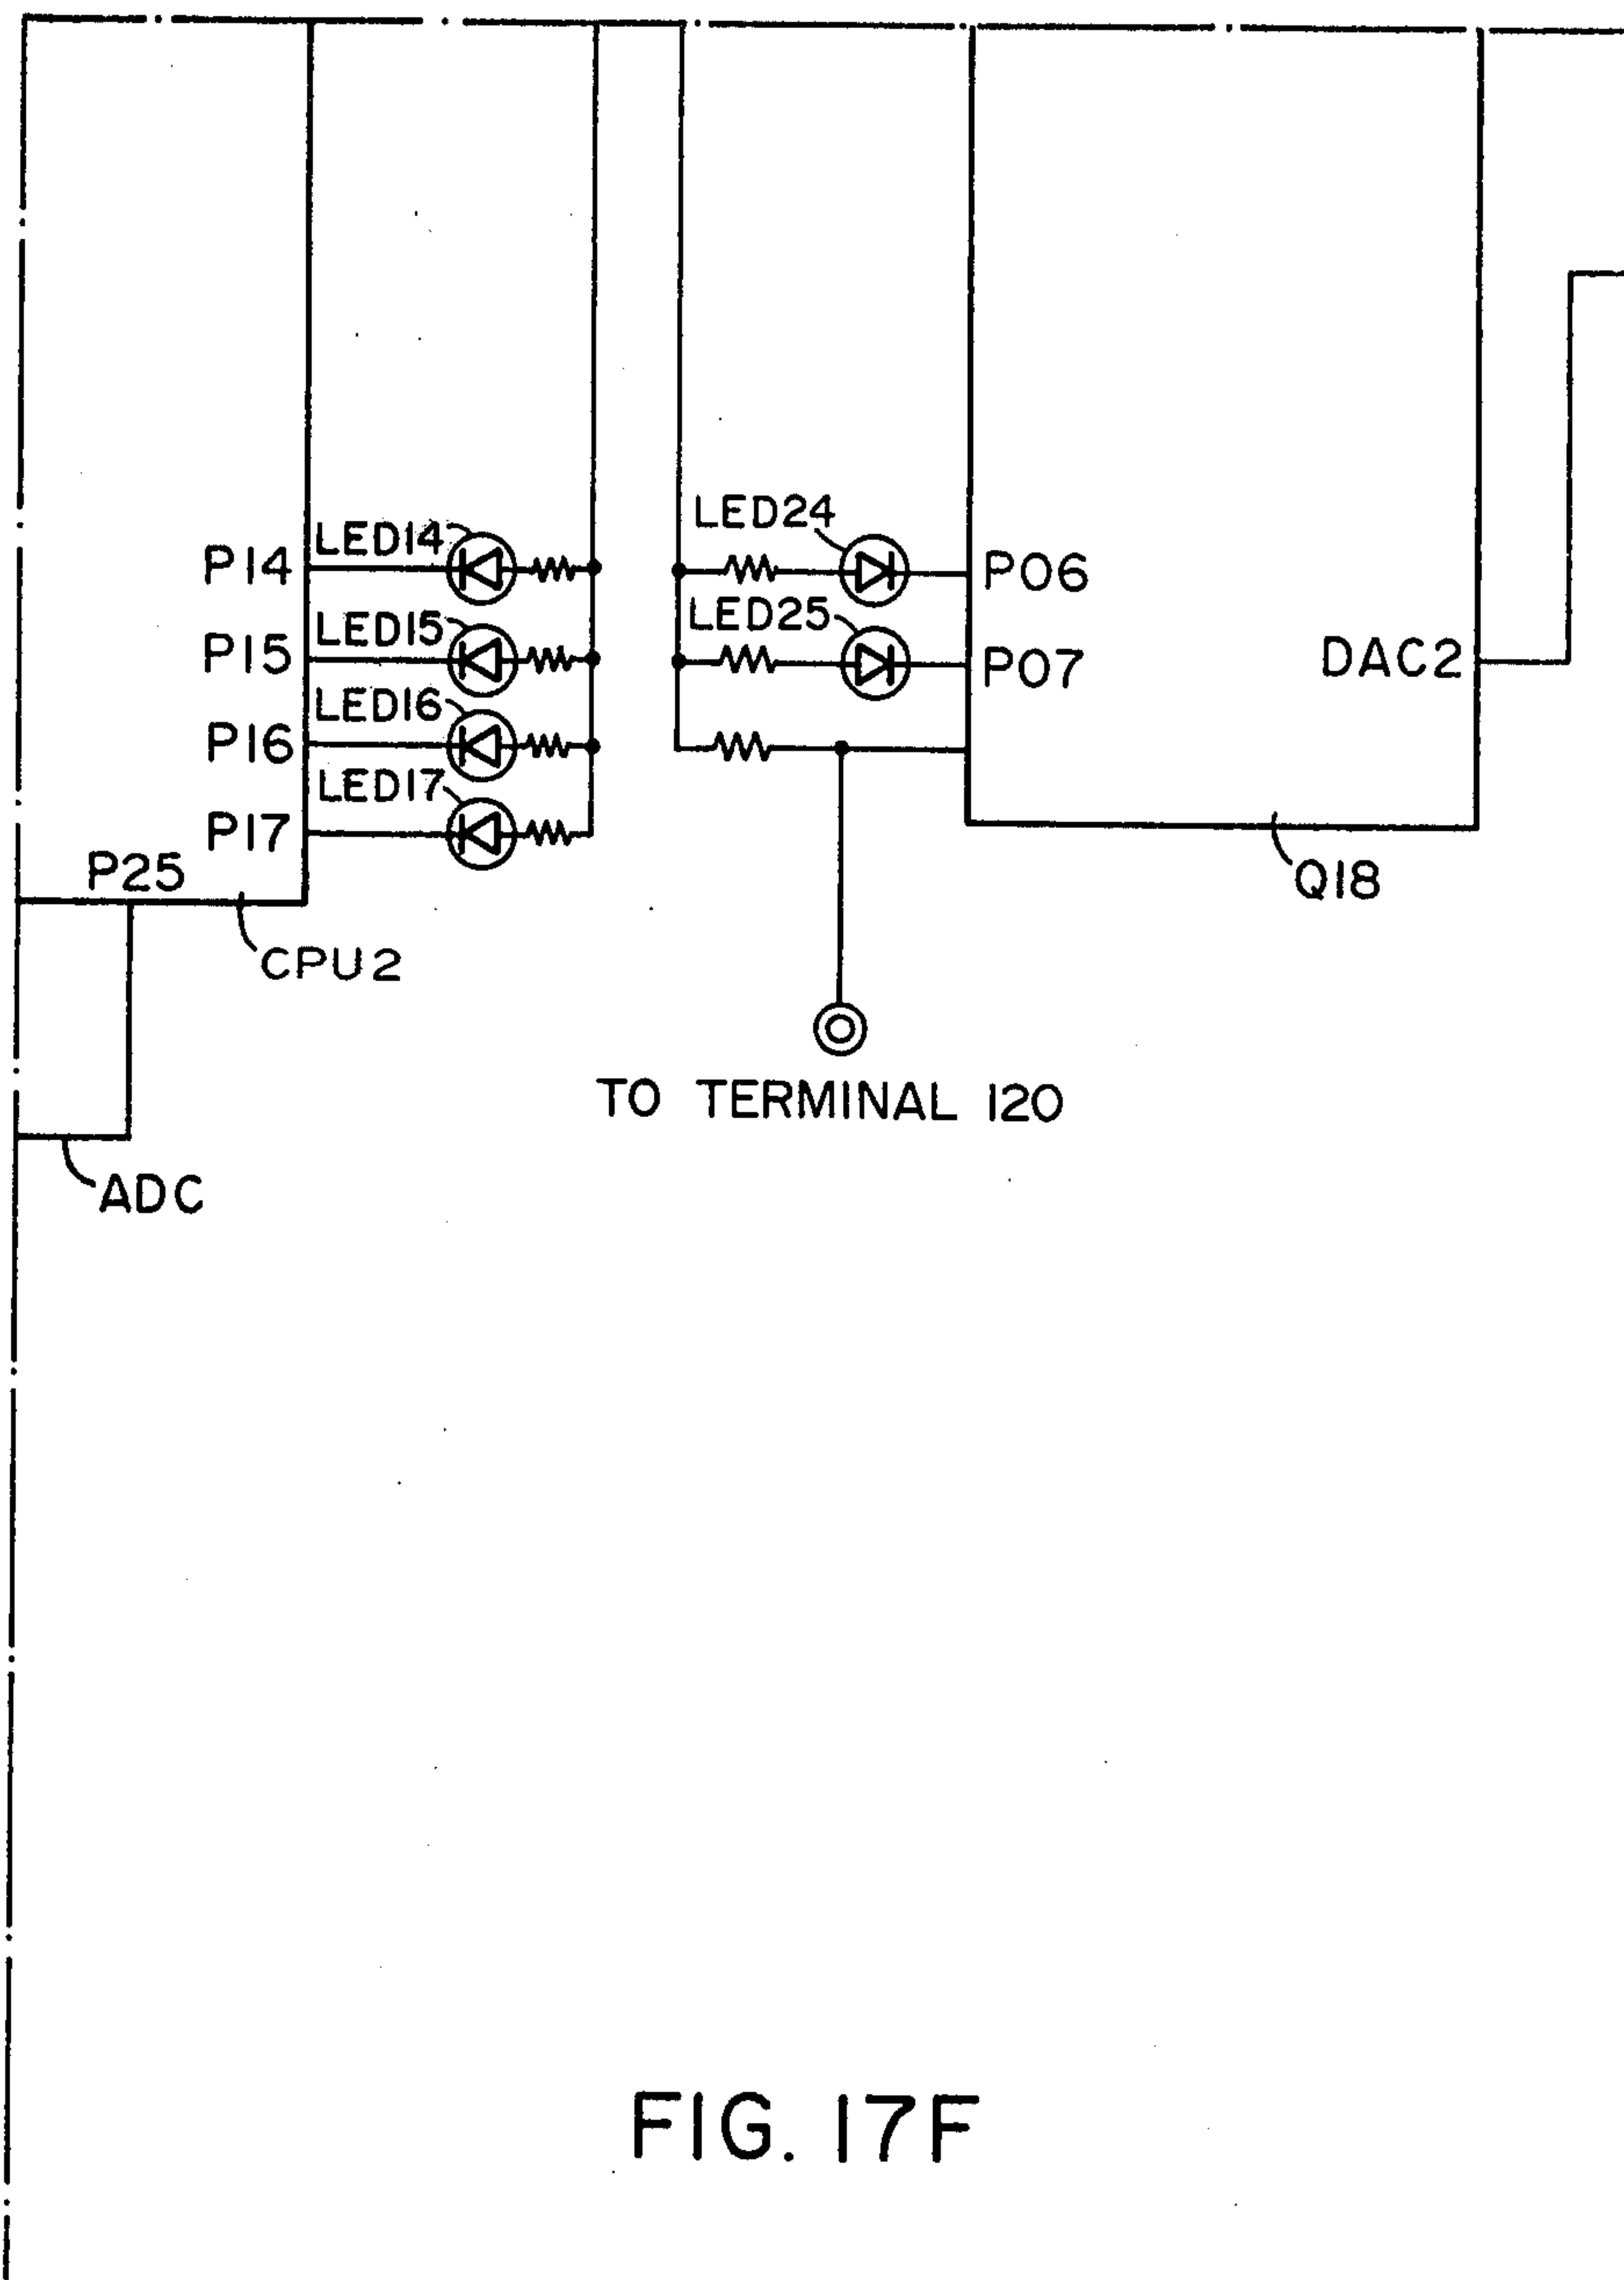 LED14
P14
LED15
P15
LED16
P16
LED17
P17
P25
CPU2
ADC
LED24
P06
LED25
P07
DAC2
Q18
TO TERMINAL 120
FIG. 17F